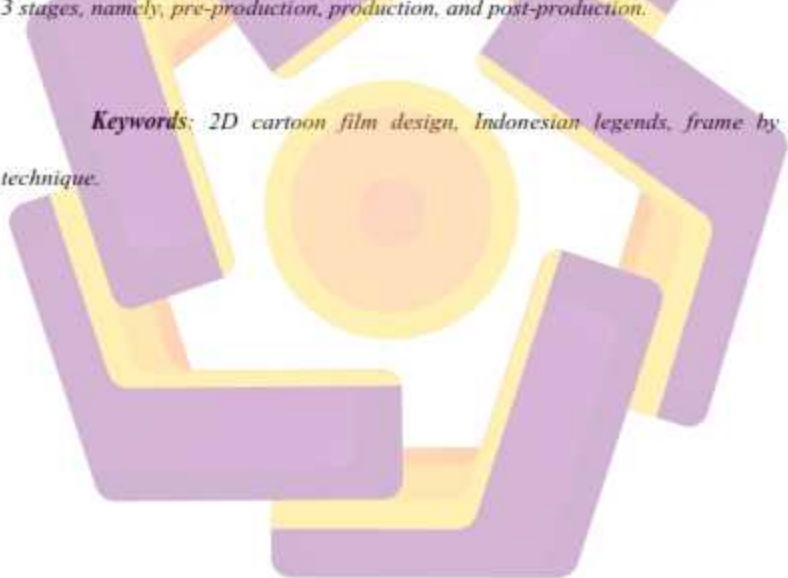 3 stages, namely, pre-production, production, and post-production.
Keywords: 2D cartoon film design, Indonesian legends, frame by
technique.